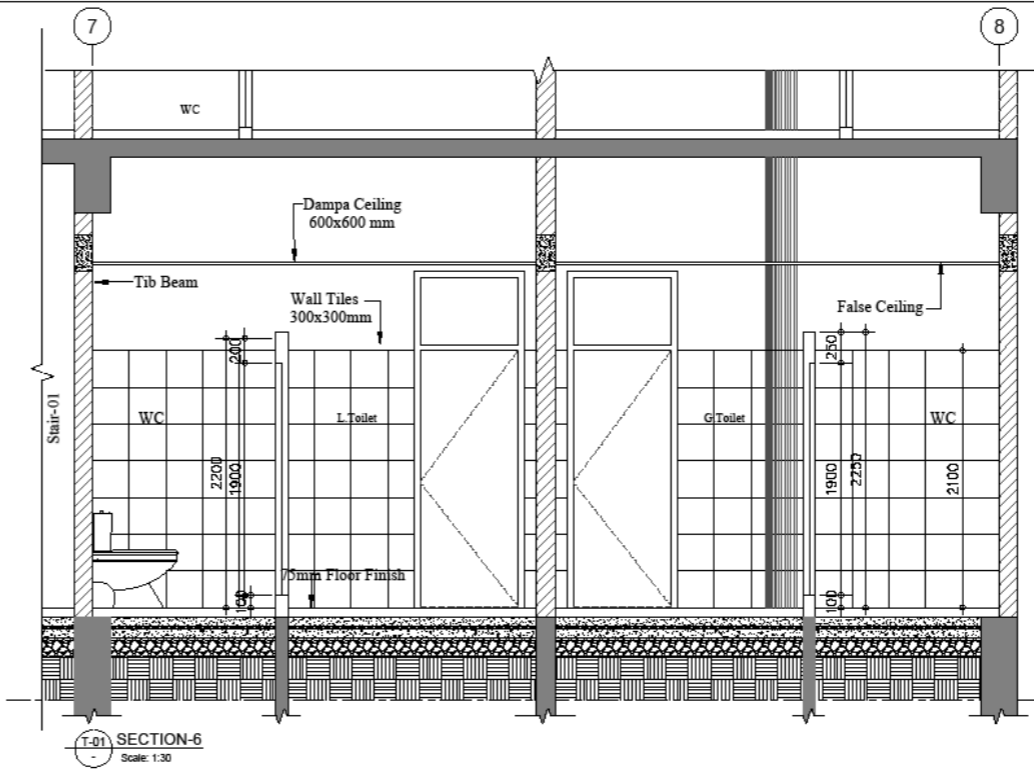 7
8
WC
Dampa Ceiling
600x600 mm
Tib Beam
Wall Tiles
300x300mm
False Ceiling
200
250
Stair-01
WC
L.Toilet
G.Toilet
WC
2200
1900
1900
2250
2100
75mm Floor Finish
100
100
T-01
-
SECTION-6
Scale: 1:30